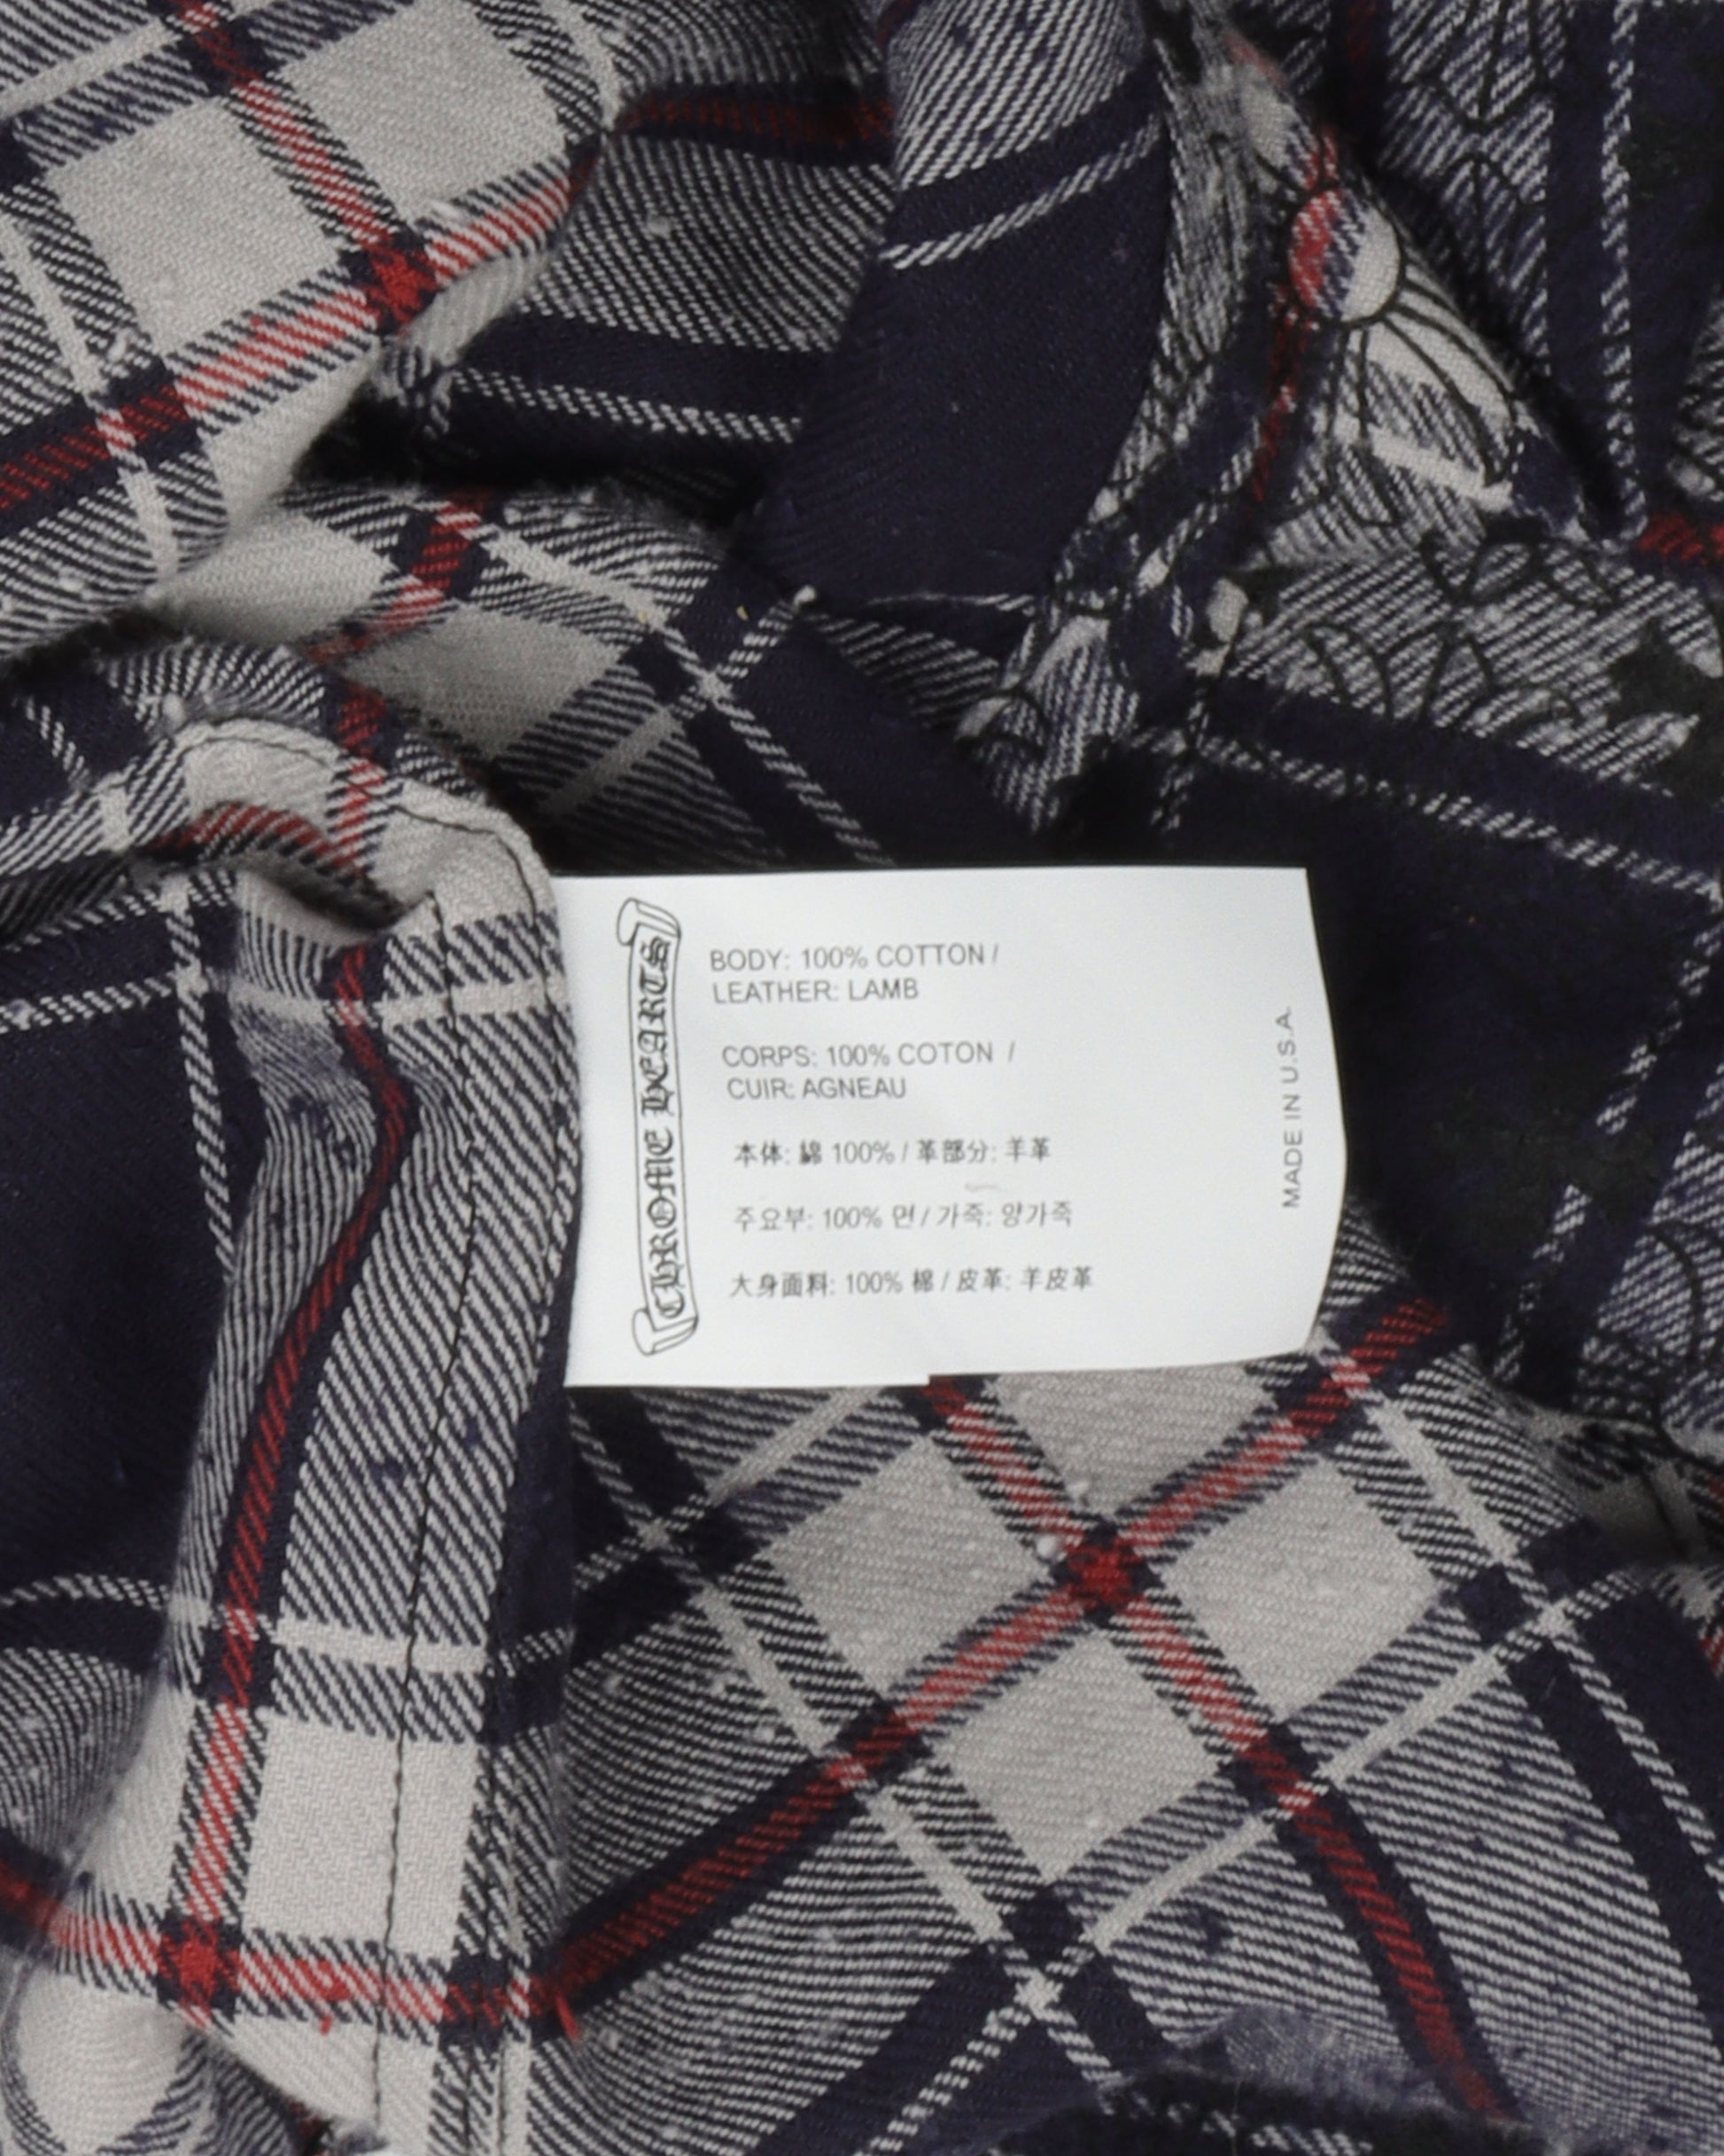 CHROME HEARTS
BODY: 100% COTTON /
LEATHER: LAMB
CORPS: 100% COTON /
CUIR: AGNEAU
本体: 綿 100% / 革部分: 羊革
주요부: 100% 면 / 가죽: 양가죽
大身面料: 100% 棉 / 皮革: 羊皮革
MADE IN U.S.A.